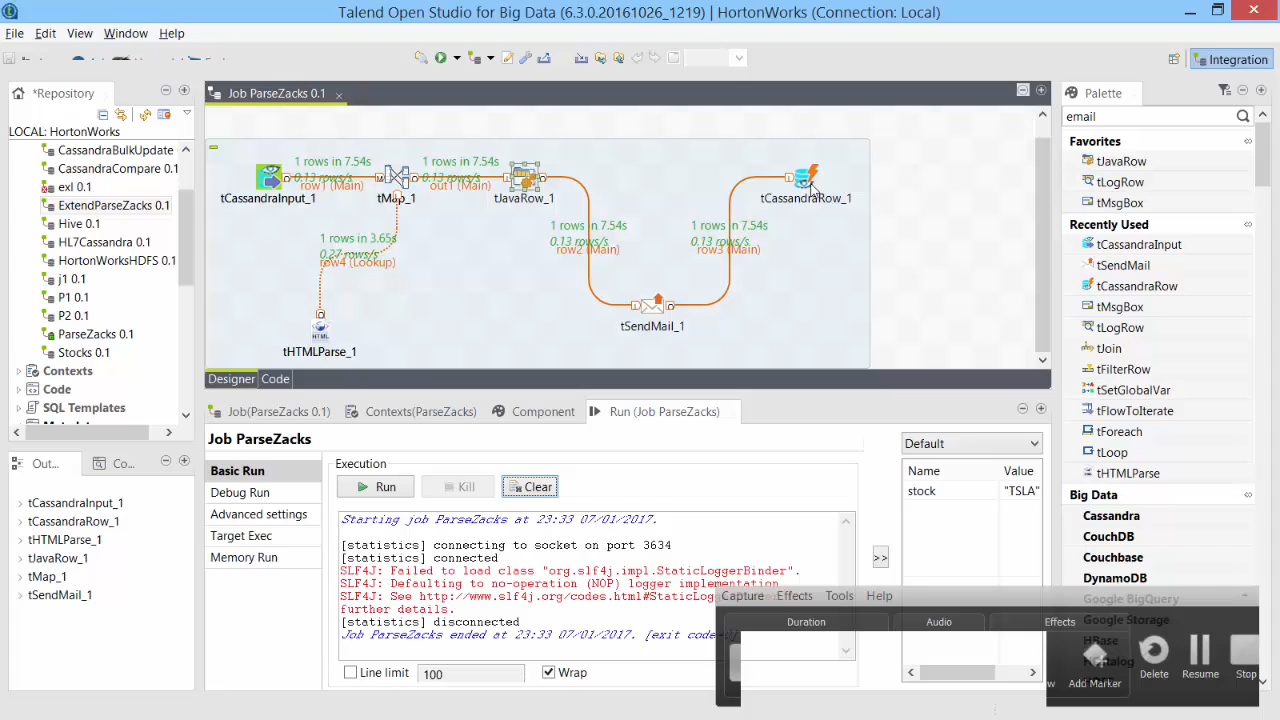 Talend Open Studio for Big Data (6.3.0.20161026_1219) | HortonWorks (Connection: Local)
File Edit View Window Help
Integration
*Repository
LOCAL: HortonWorks
CassandraBulkUpdate
CassandraCompare 0.1
exl 0.1
ExtendParseZacks 0.1
Hive 0.1
HL7Cassandra 0.1
HortonWorksHDFS 0.1
j1 0.1
P1 0.1
P2 0.1
ParseZacks 0.1
Stocks 0.1
Contexts
Code
SQL Templates
Out...
Co...
tCassandraInput_1
tCassandraRow_1
tHTMLParse_1
tJavaRow_1
tMap_1
tSendMail_1
Job ParseZacks 0.1
1 rows in 7.54s
0.13 rows/s
row1 (Main)
1 rows in 7.54s
0.13 rows/s
out1 (Main)
tCassandraInput_1
tMap_1
tJavaRow_1
tCassandraRow_1
1 rows in 7.54s
0.13 rows/s
row2 (Main)
1 rows in 7.54s
0.13 rows/s
row3 (Main)
1 rows in 3.65s
0.27 rows/s
row4 (Lookup)
tSendMail_1
HTML
tHTMLParse_1
Designer Code
Job(ParseZacks 0.1)
Contexts(ParseZacks)
Component
Run (Job ParseZacks)
Job ParseZacks
Basic Run
Debug Run
Advanced settings
Target Exec
Memory Run
Execution
Run
Kill
Clear
Starting job ParseZacks at 23:33 07/01/2017.
[statistics] connecting to socket on port 3634
[statistics] connected
SLF4J: Failed to load class "org.slf4j.impl.StaticLoggerBinder".
SLF4J: Defaulting to no-operation (NOP) logger implementation
SLF4J: See http://www.slf4j.org/codes.html#StaticLogg
further details.
[statistics] disconnected
Job ParseZacks ended at 23:33 07/01/2017. [exit code
Line limit
100
Wrap
Default
Name Value
stock "TSLA"
>>
Palette
email
Favorites
tJavaRow
tLogRow
tMsgBox
Recently Used
tCassandraInput
tSendMail
tCassandraRow
tMsgBox
tLogRow
tJoin
tFilterRow
tSetGlobalVar
tFlowToIterate
tForeach
tLoop
tHTMLParse
Big Data
Cassandra
CouchDB
Couchbase
DynamoDB
Google BigQuery
Google Storage
HBase
Capture Effects Tools Help
Duration
Audio
Effects
Add Marker
Delete
Resume
Stop